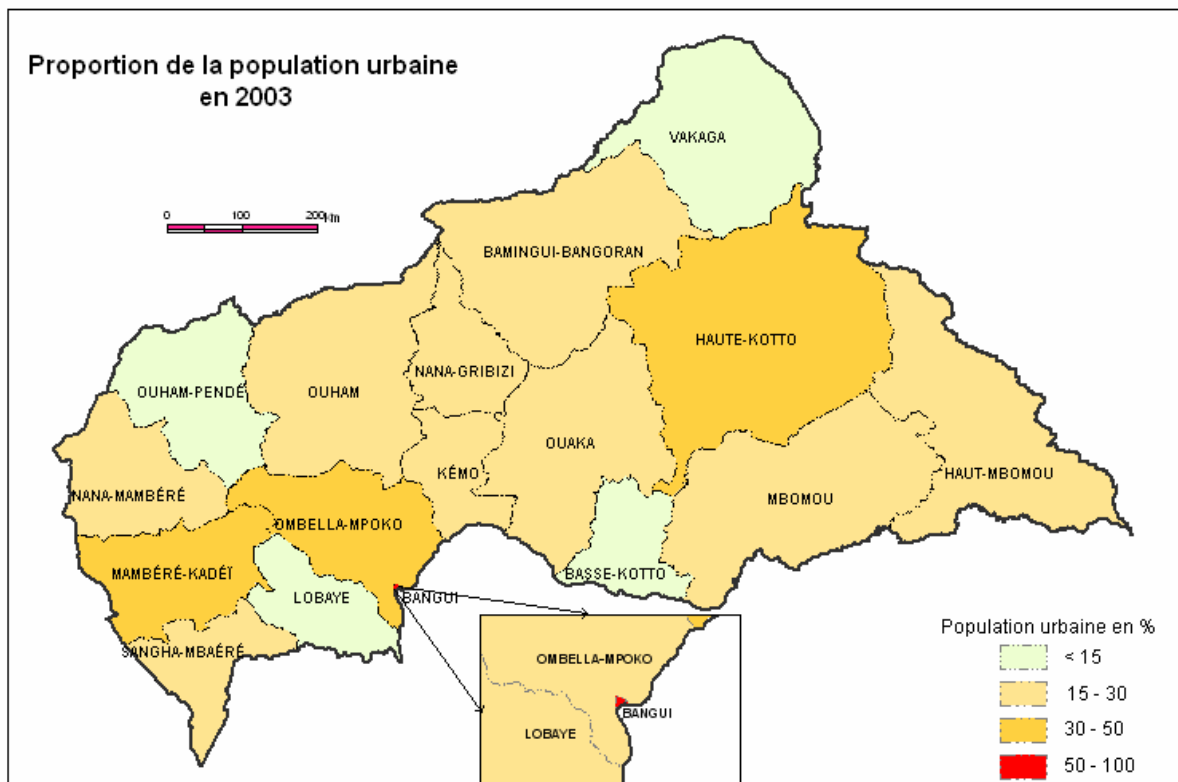 Proportion de la population urbaine
en 2003
VAKAGA
0 100 200km
BAMINGUI-BANGORAN
HAUTE-KOTTO
NANA-GRIBIZI
OUHAM-PENDÉ
OUHAM
OUAKA
KÉMO
HAUT-MBOMOU
NANA-MAMBÉRÉ
MBOMOU
OMBELLA-MPOKO
MAMBÉRÉ-KADÉÏ
BASSE-KOTTO
LOBAYE
BANGUI
SANGHA-MBAÉRÉ
OMBELLA-MPOKO
BANGUI
LOBAYE
Population urbaine en %
< 15
15 - 30
30 - 50
50 - 100